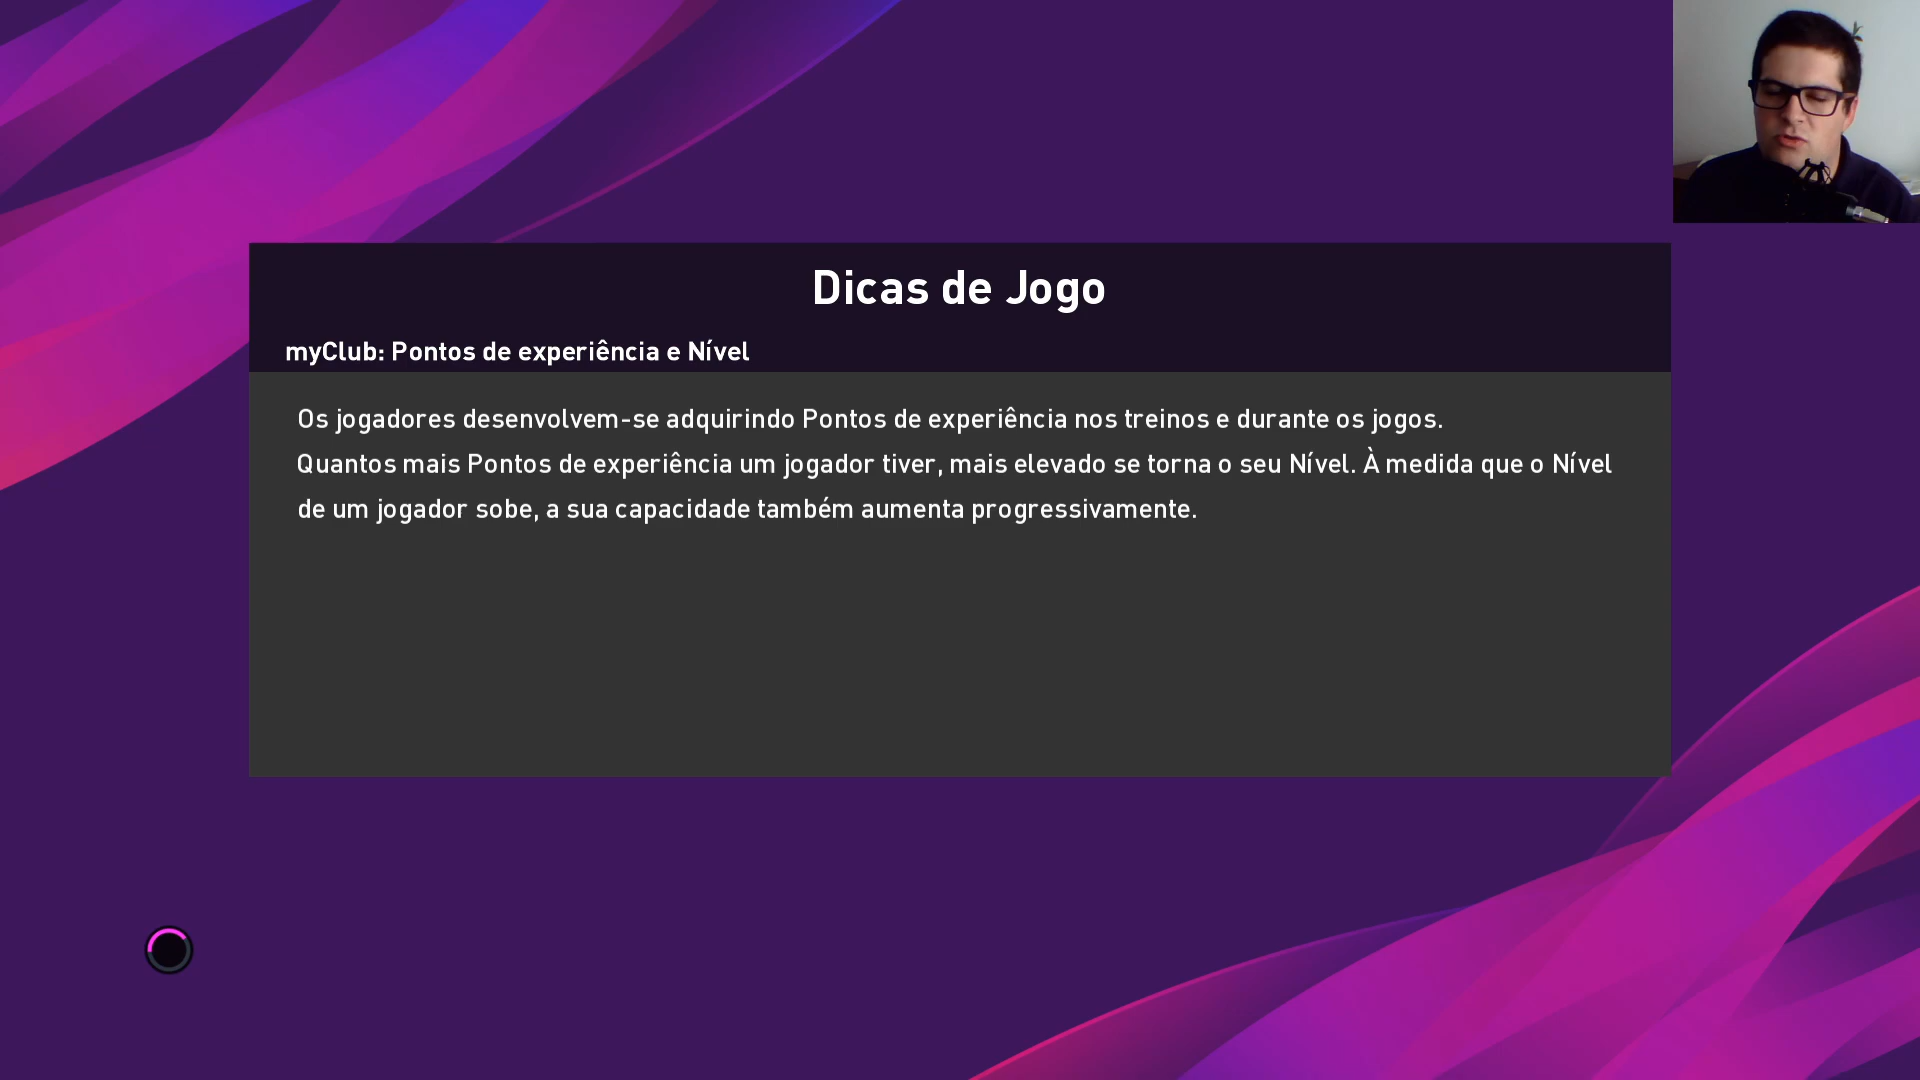 Dicas de Jogo
myClub: Pontos de experiência e Nível
Os jogadores desenvolvem-se adquirindo Pontos de experiência nos treinos e durante os jogos.
Quantos mais Pontos de experiência um jogador tiver, mais elevado se torna o seu Nível. À medida que o Nível
de um jogador sobe, a sua capacidade também aumenta progressivamente.